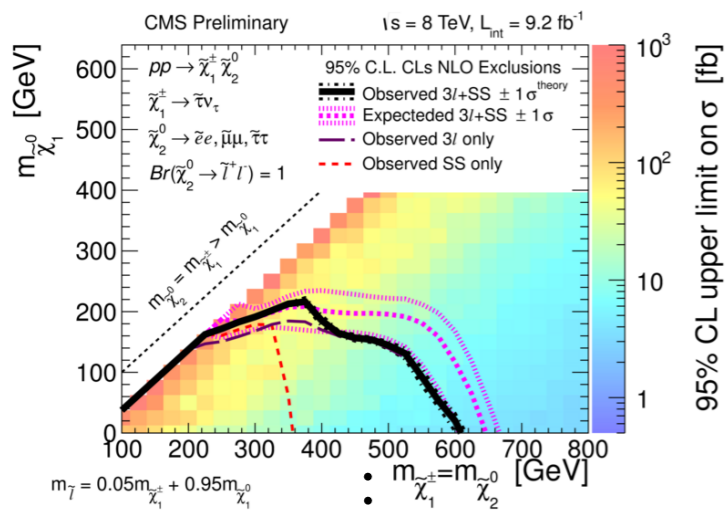 CMS Preliminary
√s = 8 TeV, L_int = 9.2 fb⁻¹
pp → χ̃₁± χ̃₂⁰
χ̃₁± → τ̃ν_τ
χ̃₂⁰ → ẽe, μ̃μ, τ̃τ
Br(χ̃₂⁰ → l̃⁺l⁻) = 1
95% C.L. CLs NLO Exclusions
Observed 3l+SS ± 1σ^theory
Expecteded 3l+SS ± 1σ
Observed 3l only
Observed SS only
m_χ̃₂⁰ = m_χ̃₁± > m_χ̃₁⁰
m_χ̃₁⁰ [GeV]
600
500
400
300
200
100
0
100 200 300 400 500 600 700 800
m_χ̃₁± = m_χ̃₂⁰ [GeV]
m_l̃ = 0.05m_χ̃₁± + 0.95m_χ̃₁⁰
10³
10²
10
1
95% CL upper limit on σ [fb]